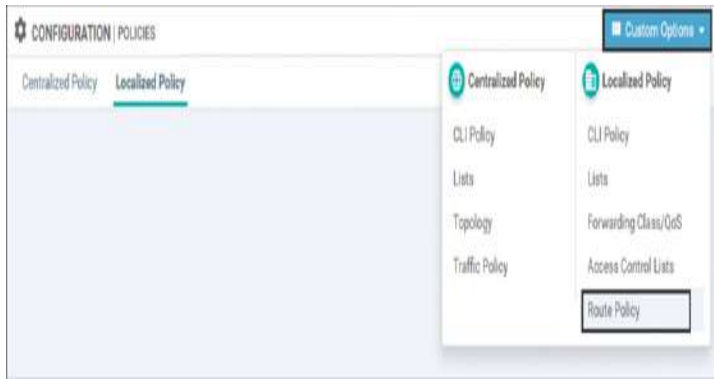 CONFIGURATION | POLICIES
Custom Options
Centralized Policy Localized Policy
Centralized Policy
CLI Policy
Lists
Topology
Traffic Policy
Localized Policy
CLI Policy
Lists
Forwarding Class/QoS
Access Control Lists
Route Policy